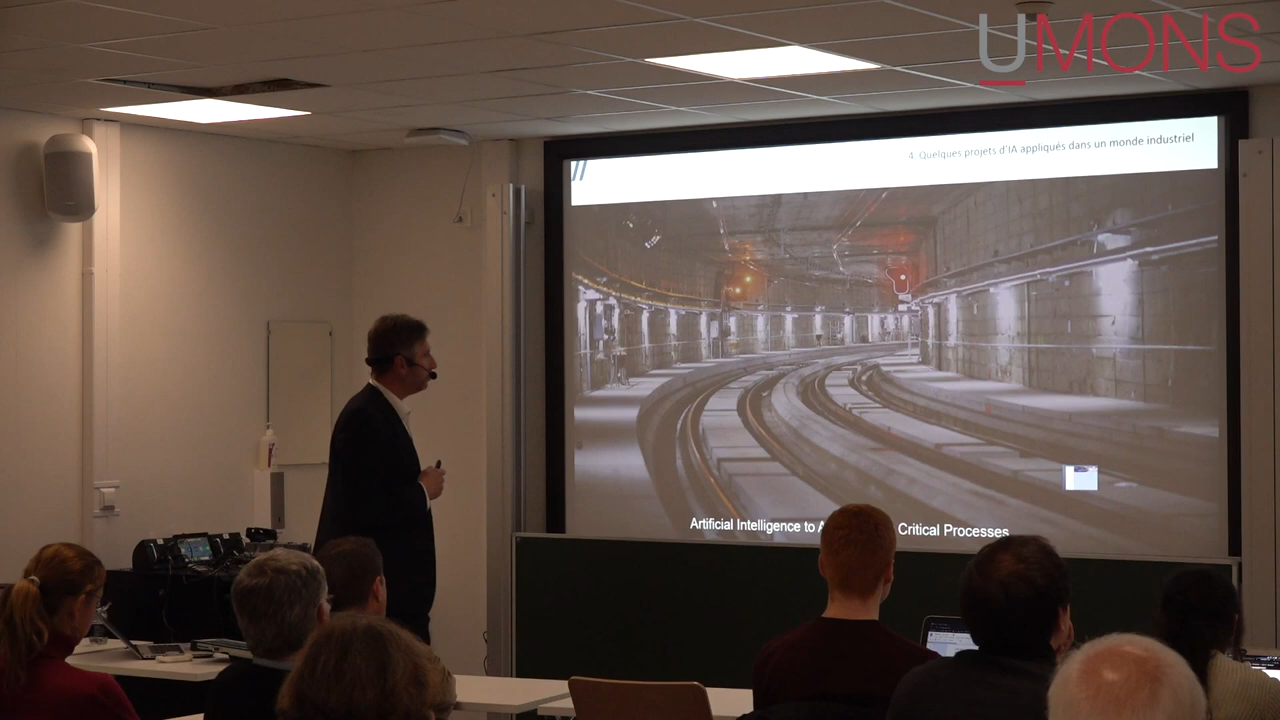 UMONS
4. Quelques projets d'IA appliqués dans un monde industriel
Artificial Intelligence to A Critical Processes